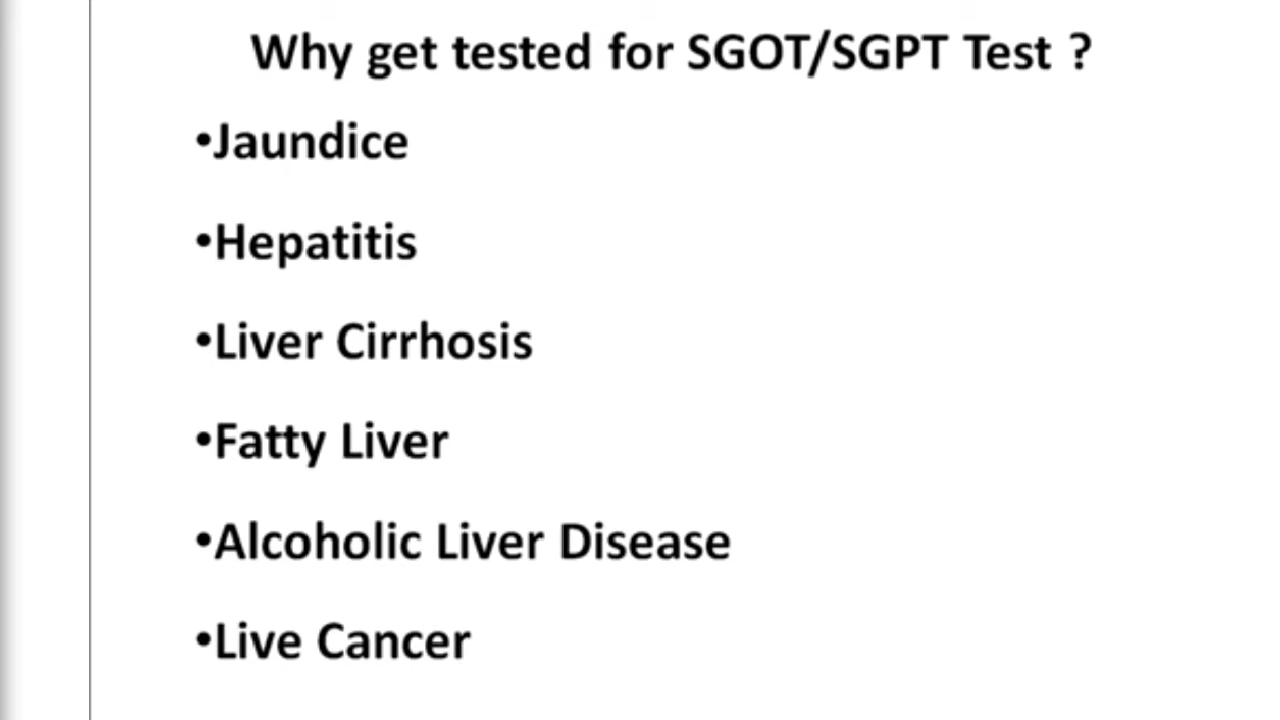 Why get tested for SGOT/SGPT Test ?
•Jaundice
•Hepatitis
•Liver Cirrhosis
•Fatty Liver
•Alcoholic Liver Disease
•Live Cancer